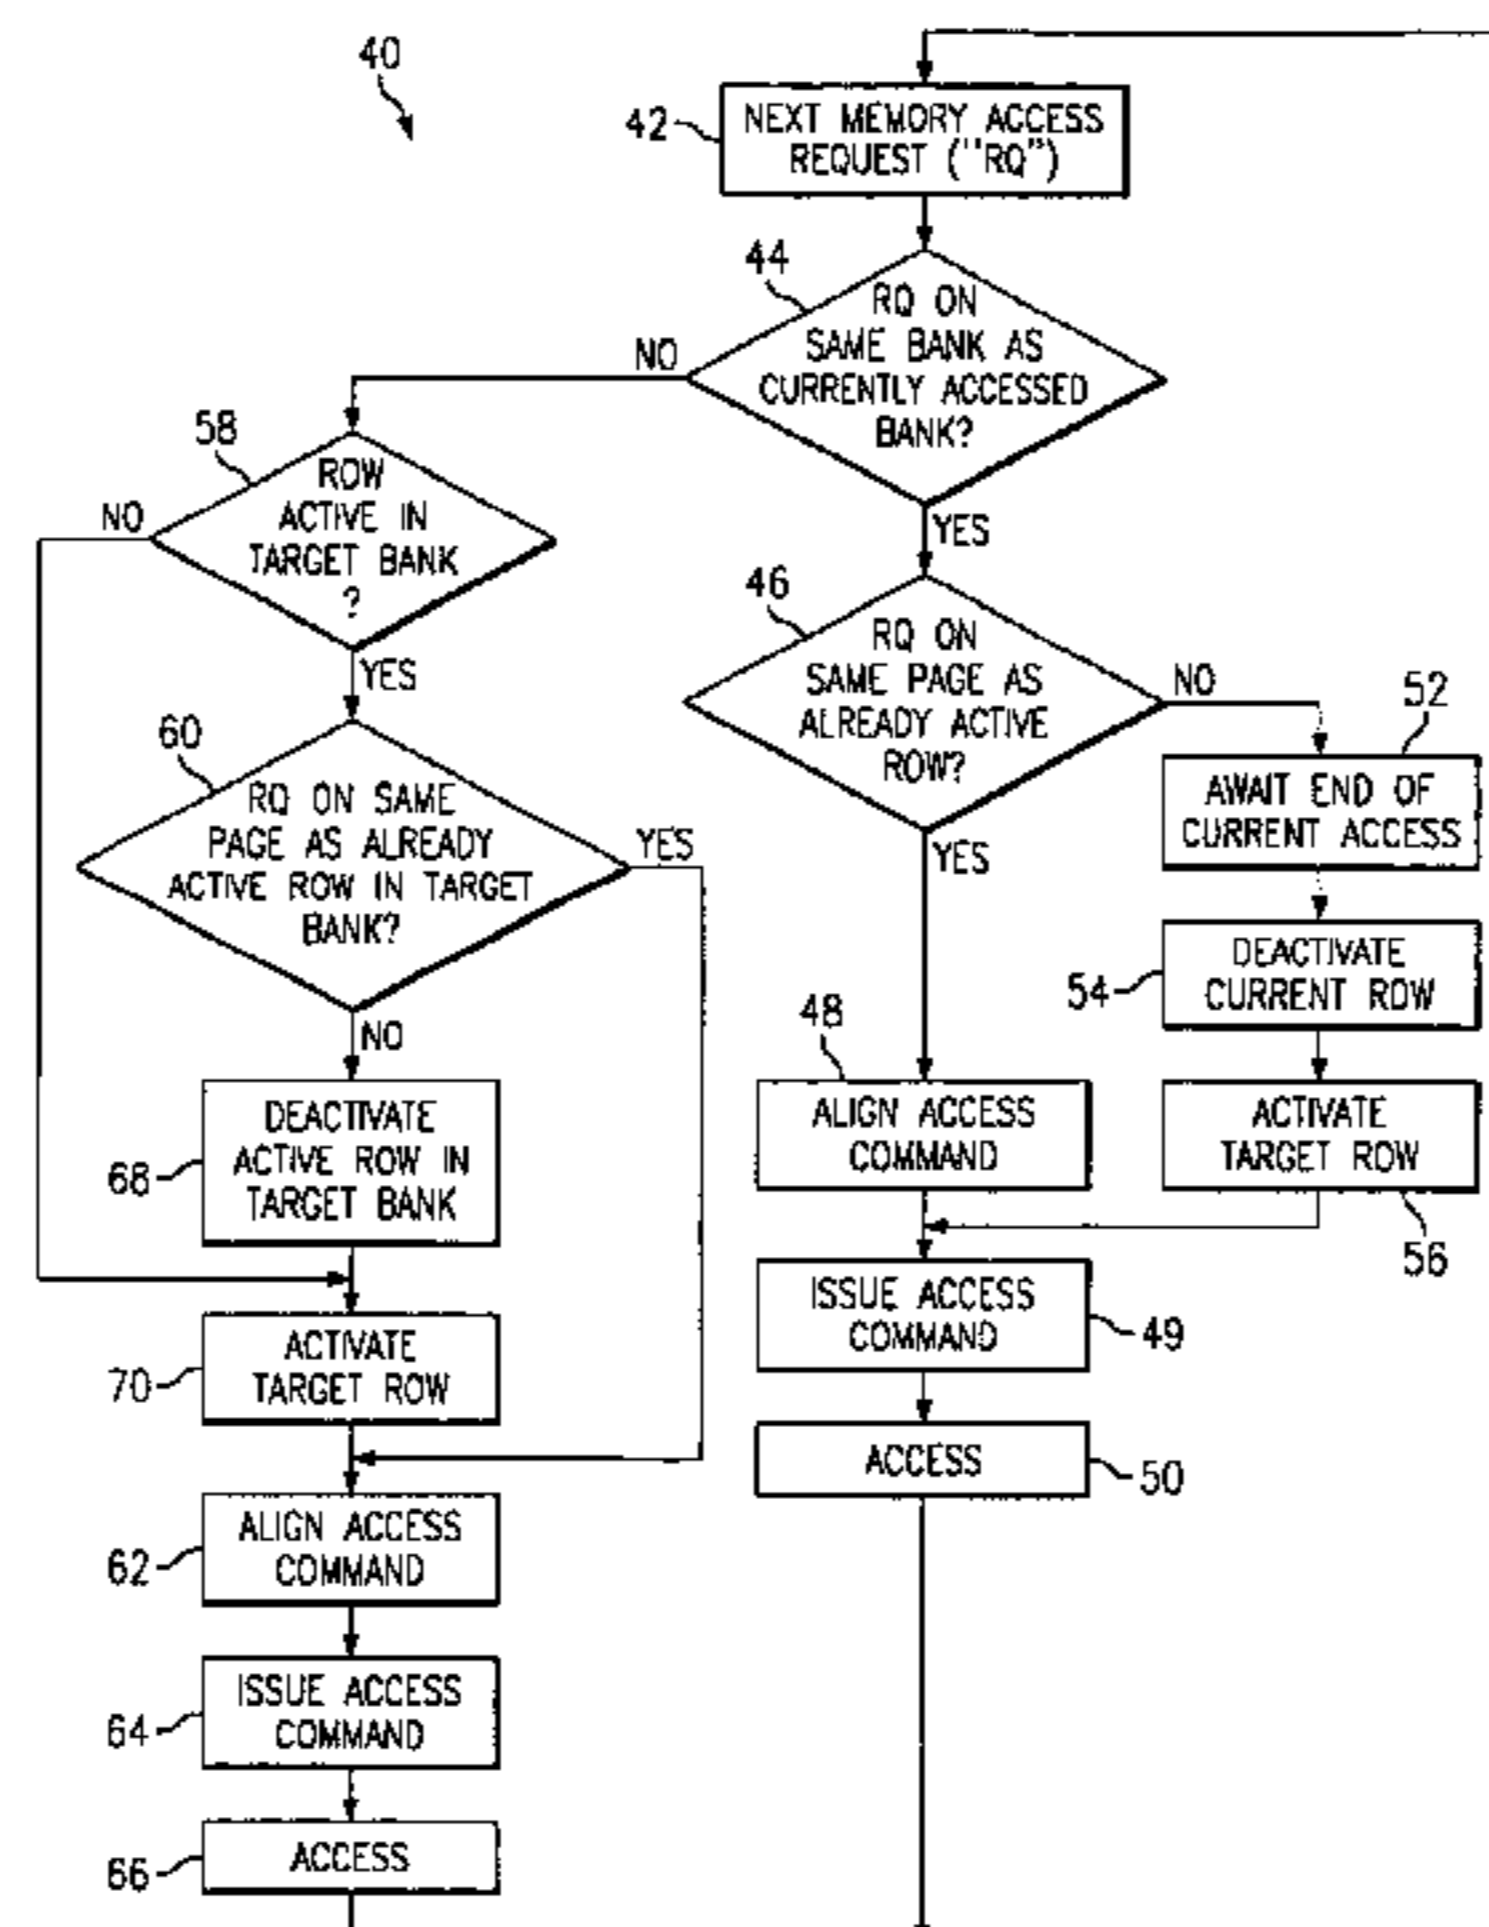 40
42
NEXT MEMORY ACCESS
REQUEST ("RQ")
44
RQ ON
SAME BANK AS
CURRENTLY ACCESSED
BANK?
NO
YES
58
ROW
ACTIVE IN
TARGET BANK
?
NO
YES
46
RQ ON
SAME PAGE AS
ALREADY ACTIVE
ROW?
NO
YES
52
AWAIT END OF
CURRENT ACCESS
60
RQ ON SAME
PAGE AS ALREADY
ACTIVE ROW IN TARGET
BANK?
YES
NO
54
DEACTIVATE
CURRENT ROW
48
ALIGN ACCESS
COMMAND
ACTIVATE
TARGET ROW
56
68
DEACTIVATE
ACTIVE ROW IN
TARGET BANK
ISSUE ACCESS
COMMAND
49
70
ACTIVATE
TARGET ROW
ACCESS
50
62
ALIGN ACCESS
COMMAND
64
ISSUE ACCESS
COMMAND
66
ACCESS